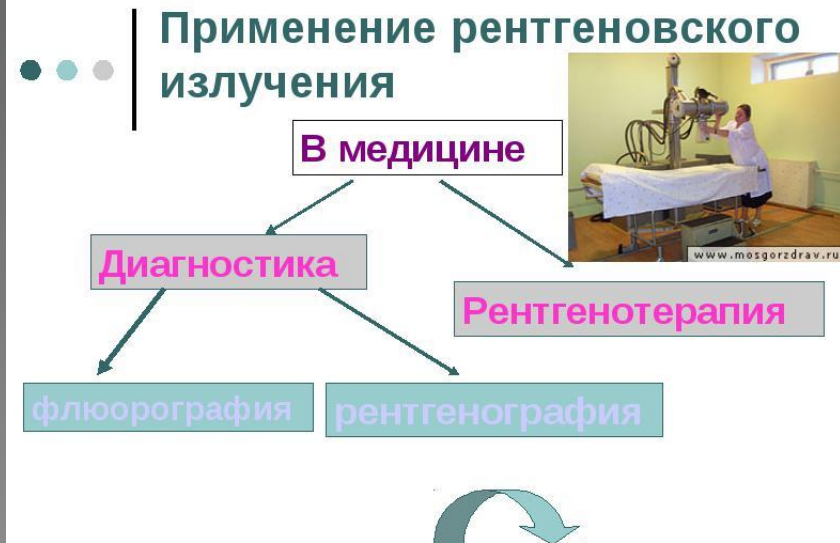 Применение рентгеновского
излучения
В медицине
www.mosgorzdrav.ru
Диагностика
Рентгенотерапия
флюорография
рентгенография